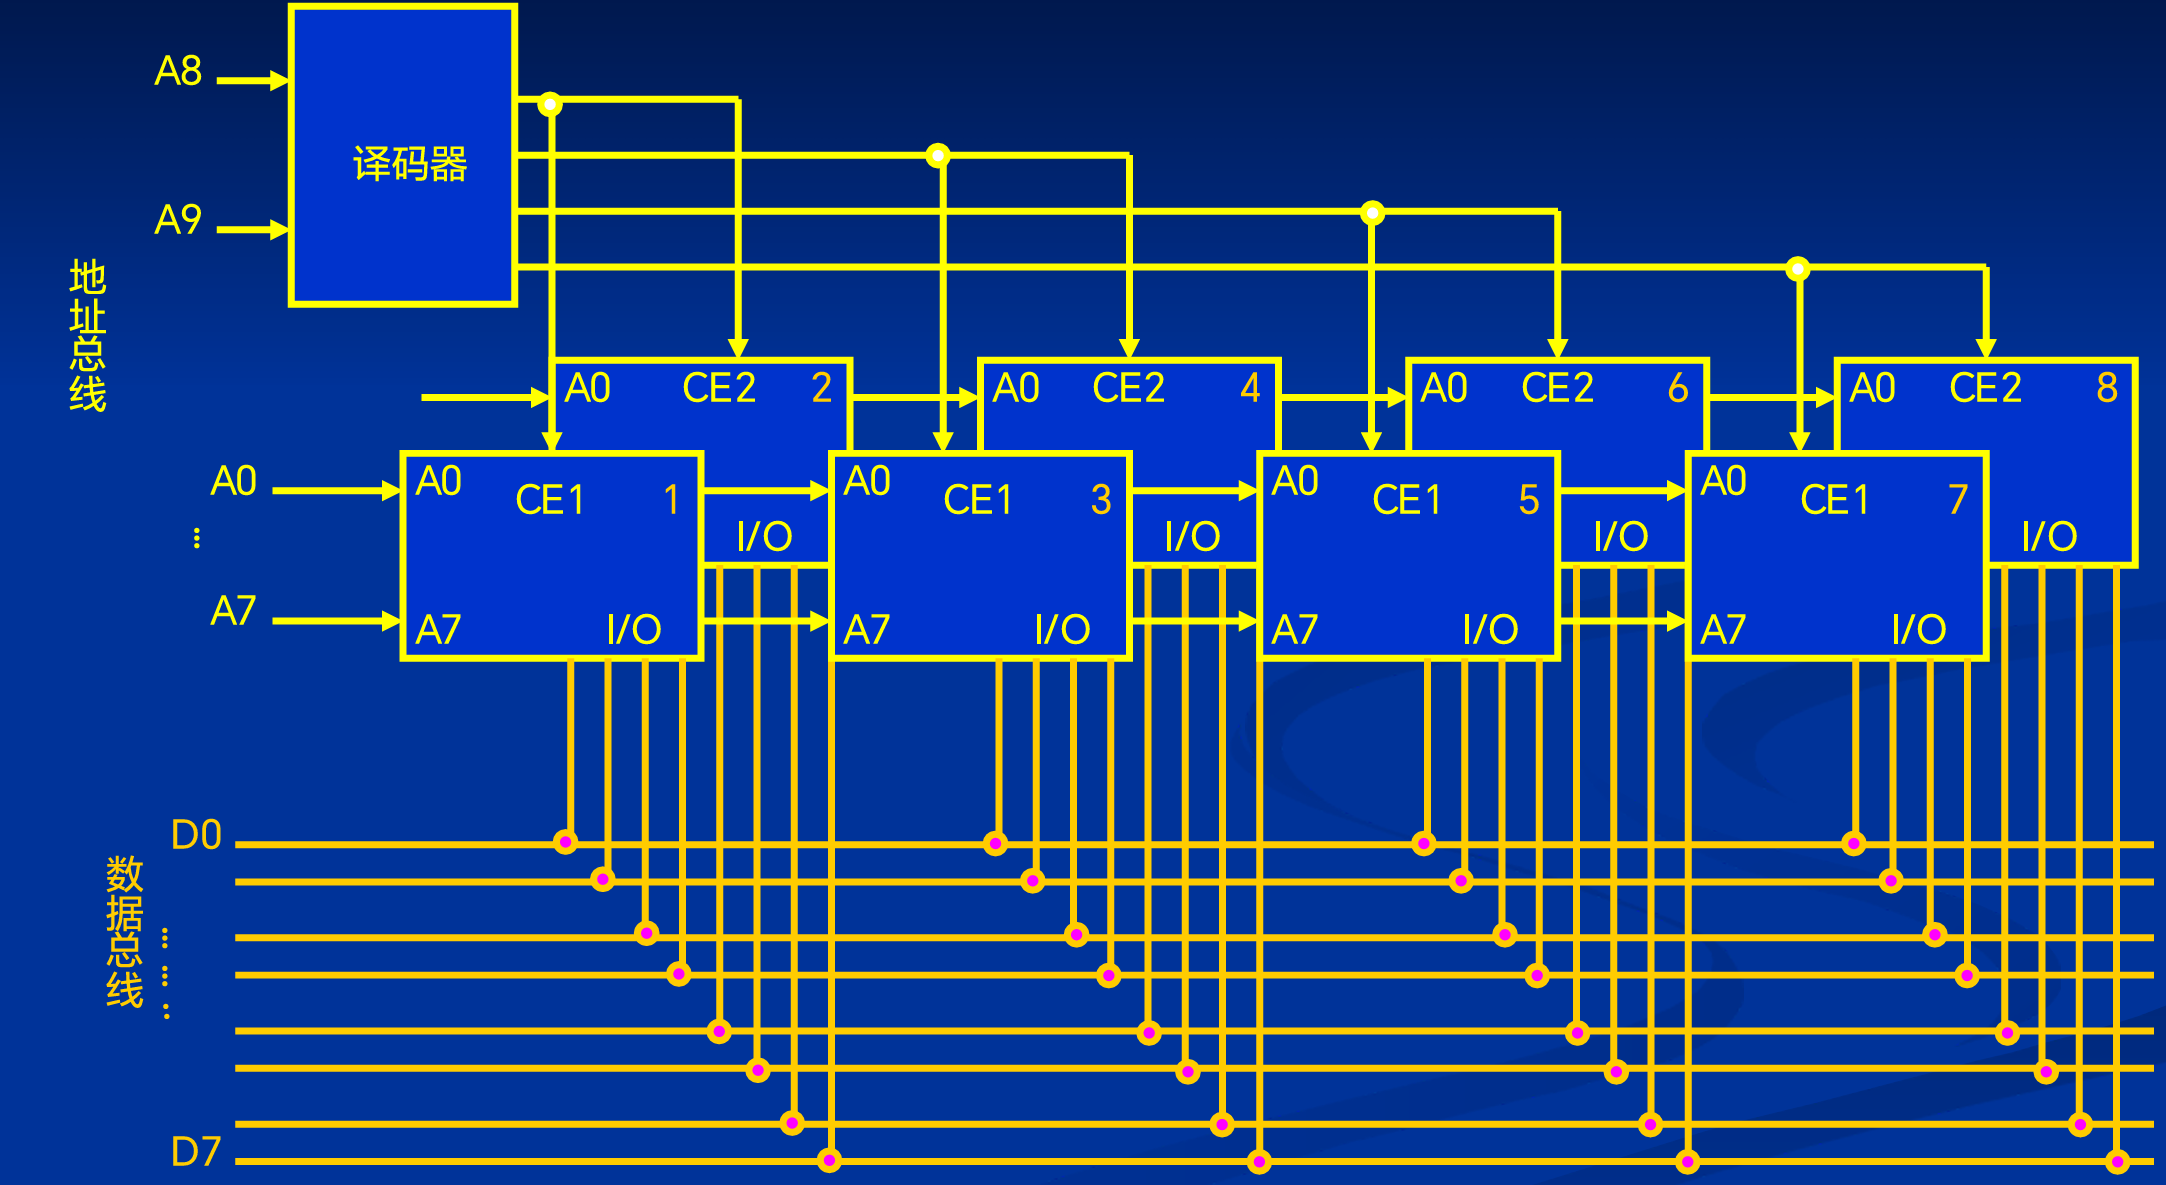 A8
译码器
A9
地址总线
A0 CE2 2
A0 CE2 4
A0 CE2 6
A0 CE2 8
A0
⋮
A7
A0 CE1 1
A7 I/O
I/O
A0 CE1 3
A7 I/O
I/O
A0 CE1 5
A7 I/O
I/O
A0 CE1 7
A7 I/O
I/O
D0
数据总线
⋮
⋮
:
D7